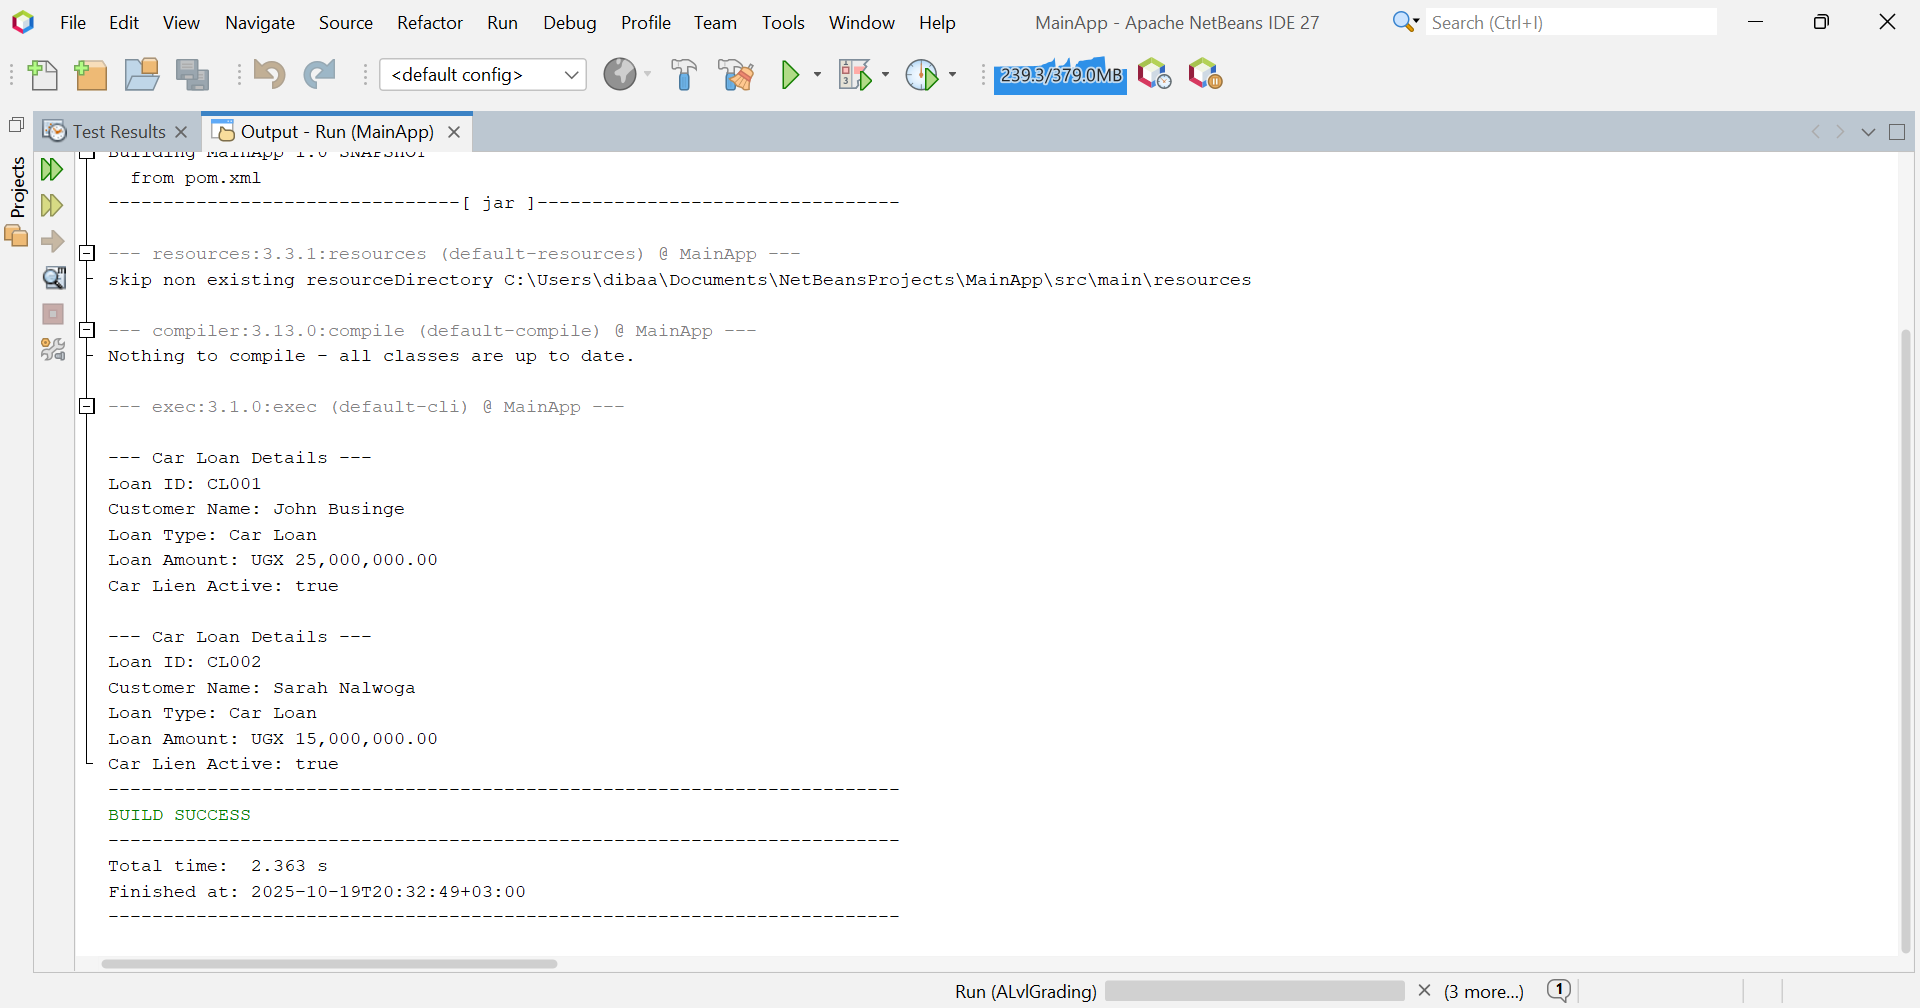 File Edit View Navigate Source Refactor Run Debug Profile Team Tools Window Help MainApp - Apache NetBeans IDE 27 Search (Ctrl+I)
<default config> 239.3/379.0MB
Test Results Output - Run (MainApp)
Projects
Building MainApp 1.0-SNAPSHOT
from pom.xml
--------------------------------[ jar ]---------------------------------
--- resources:3.3.1:resources (default-resources) @ MainApp ---
skip non existing resourceDirectory C:\Users\dibaa\Documents\NetBeansProjects\MainApp\src\main\resources
--- compiler:3.13.0:compile (default-compile) @ MainApp ---
Nothing to compile - all classes are up to date.
--- exec:3.1.0:exec (default-cli) @ MainApp ---
--- Car Loan Details ---
Loan ID: CL001
Customer Name: John Businge
Loan Type: Car Loan
Loan Amount: UGX 25,000,000.00
Car Lien Active: true
--- Car Loan Details ---
Loan ID: CL002
Customer Name: Sarah Nalwoga
Loan Type: Car Loan
Loan Amount: UGX 15,000,000.00
Car Lien Active: true
------------------------------------------------------------------------
BUILD SUCCESS
------------------------------------------------------------------------
Total time:  2.363 s
Finished at: 2025-10-19T20:32:49+03:00
------------------------------------------------------------------------
Run (ALvlGrading) (3 more...) 1